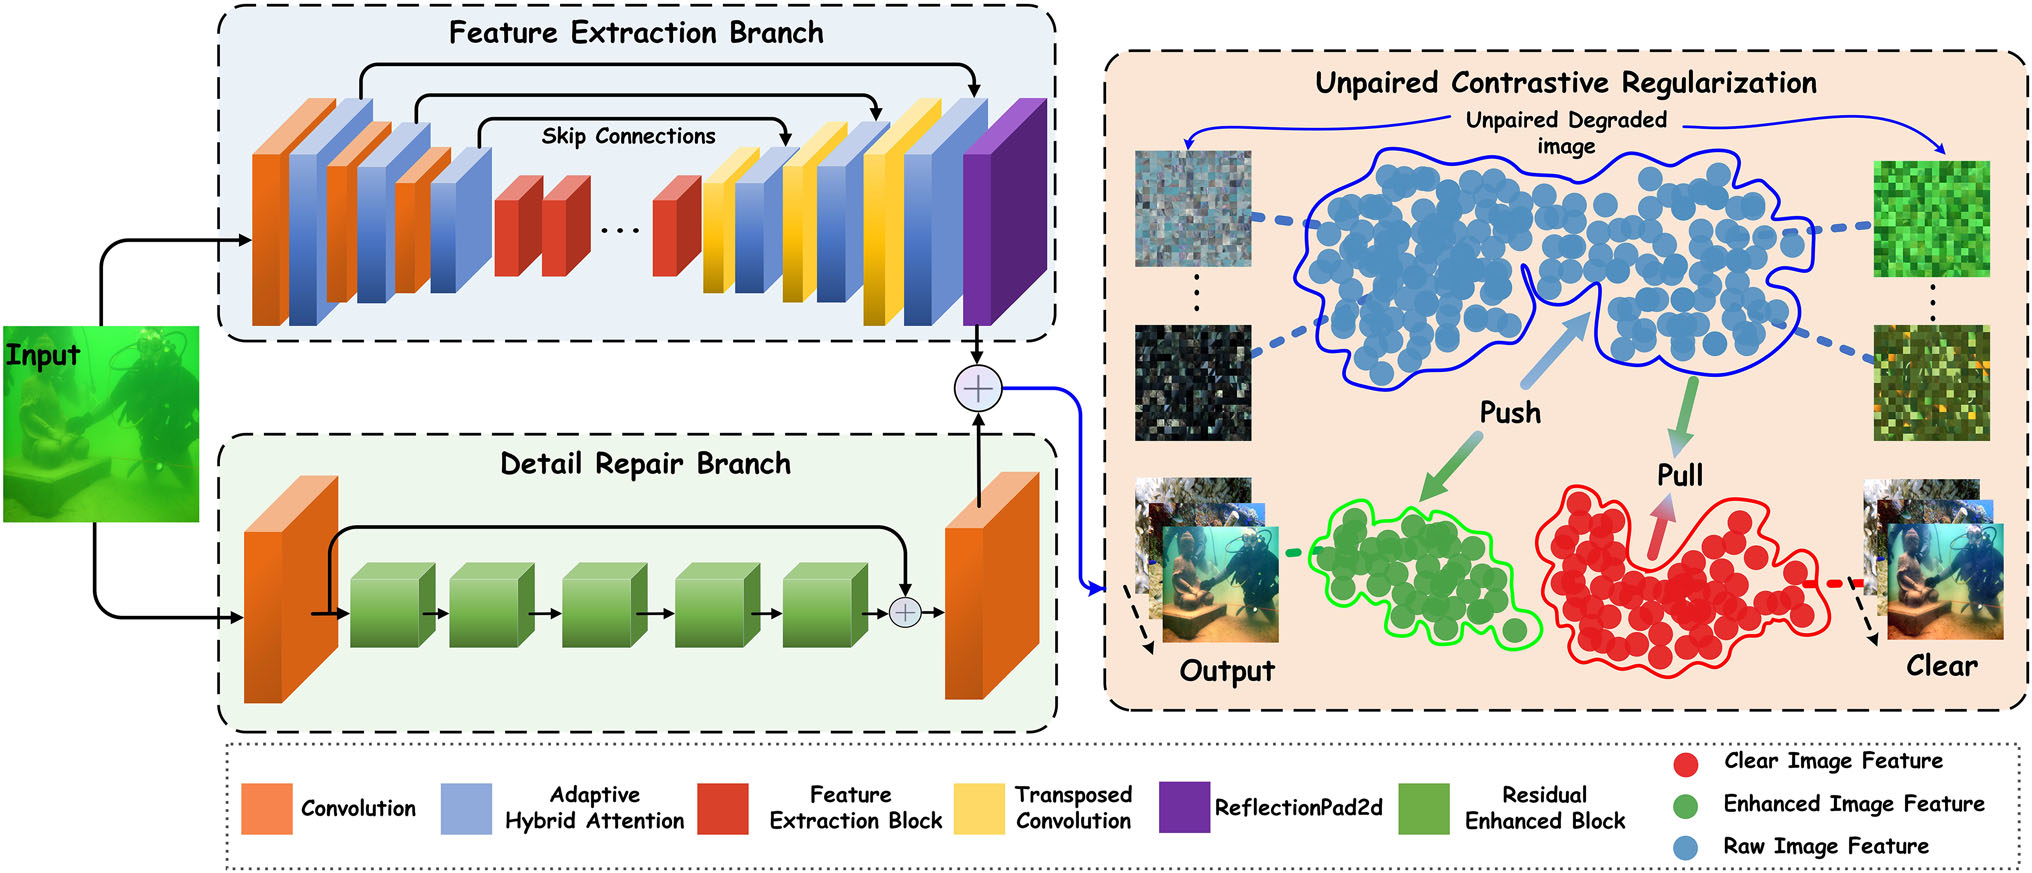 Feature Extraction Branch
Skip Connections
Input
Detail Repair Branch
Unpaired Contrastive Regularization
Unpaired Degraded
image
Push
Pull
Output
Clear
Convolution
Adaptive
Hybrid Attention
Feature
Extraction Block
Transposed
Convolution
ReflectionPad2d
Residual
Enhanced Block
Clear Image Feature
Enhanced Image Feature
Raw Image Feature